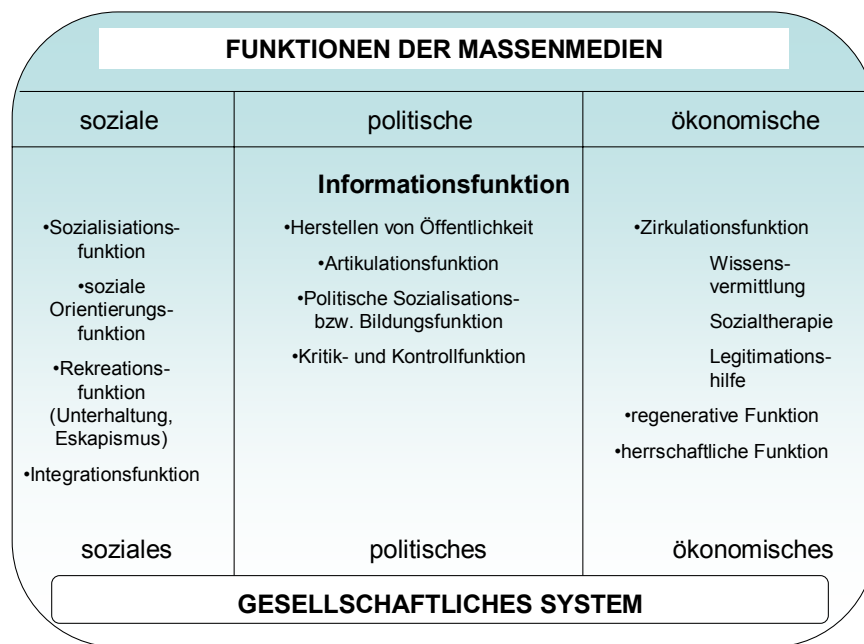 FUNKTIONEN DER MASSENMEDIEN
soziale
politische
ökonomische
Informationsfunktion
•Sozialisiations-
funktion
•soziale
Orientierungs-
funktion
•Rekreations-
funktion
(Unterhaltung,
Eskapismus)
•Integrationsfunktion
•Herstellen von Öffentlichkeit
•Artikulationsfunktion
•Politische Sozialisations-
bzw. Bildungsfunktion
•Kritik- und Kontrollfunktion
•Zirkulationsfunktion
Wissens-
vermittlung
Sozialtherapie
Legitimations-
hilfe
•regenerative Funktion
•herrschaftliche Funktion
soziales
politisches
ökonomisches
GESELLSCHAFTLICHES SYSTEM